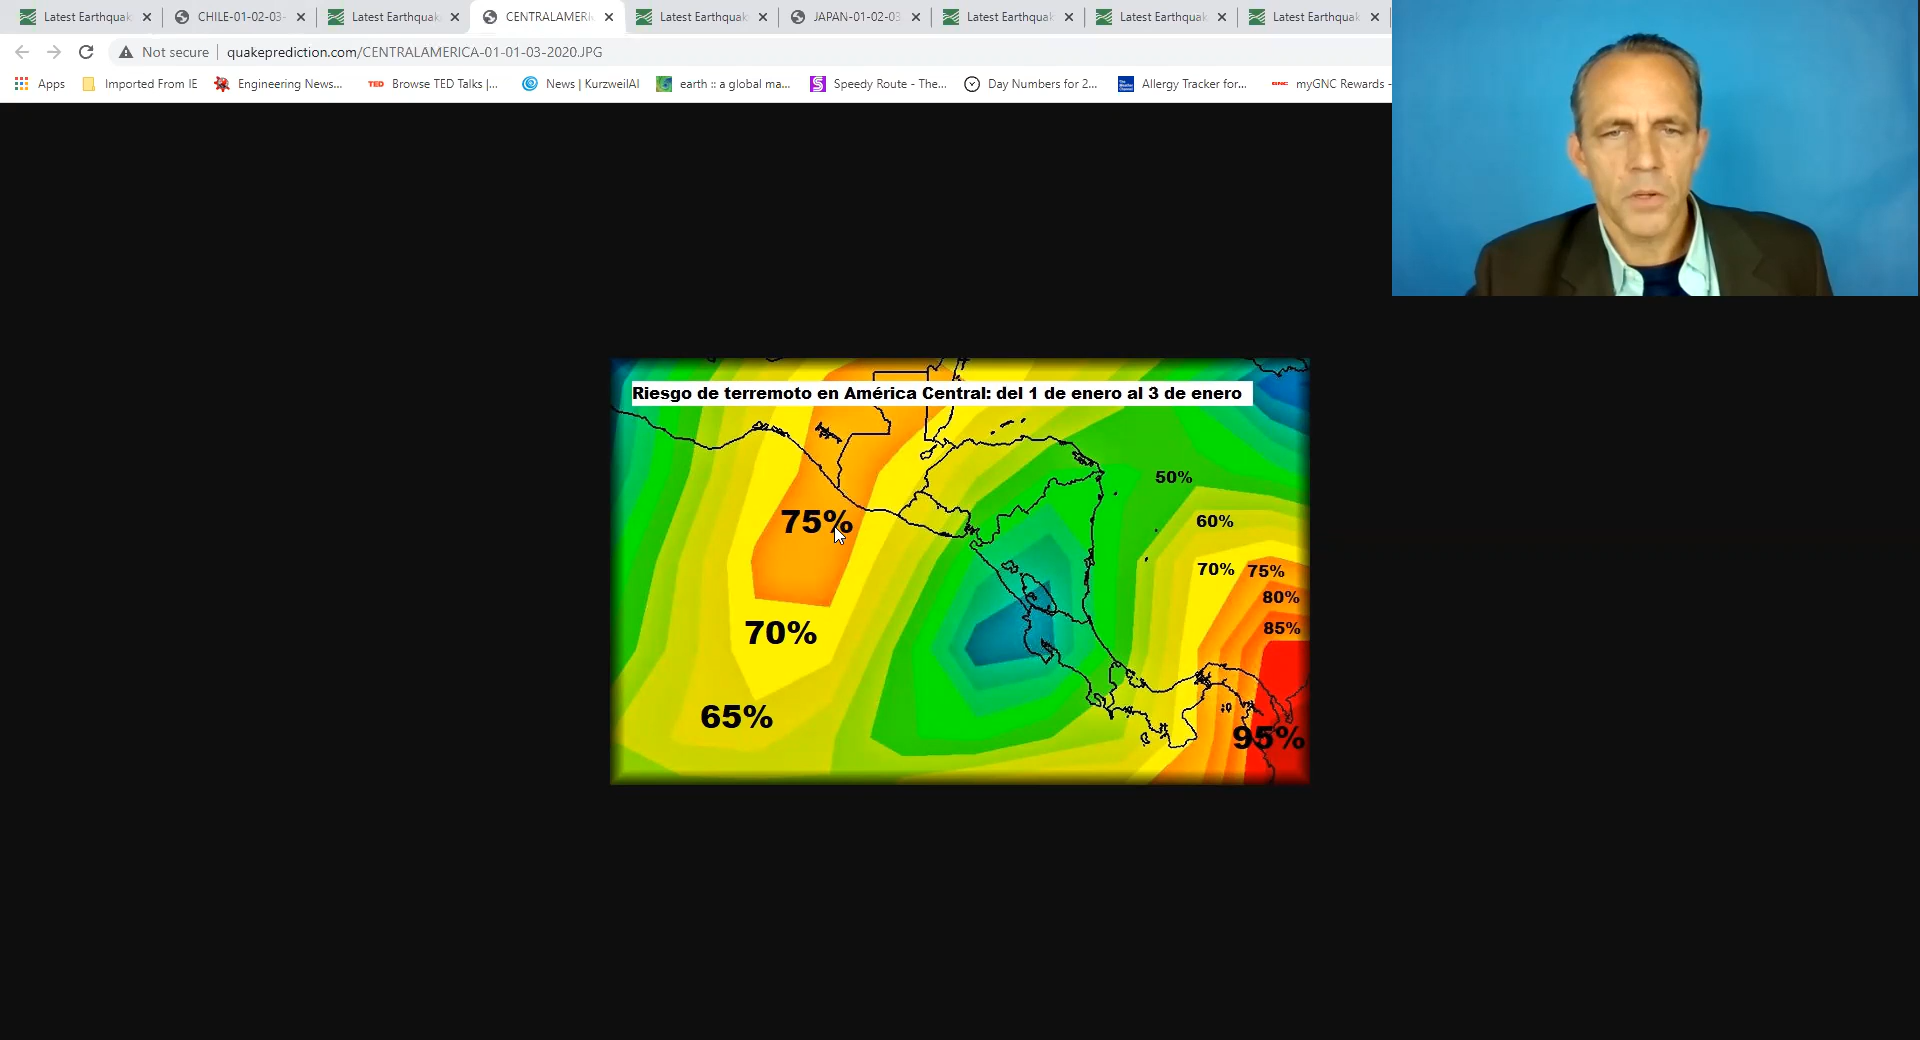 Latest Earthquak
CHILE-01-02-03-
Latest Earthquak
CENTRALAMERI
Latest Earthquak
JAPAN-01-02-03
Latest Earthquak
Latest Earthquak
Latest Earthquak
Not secure
quakeprediction.com/CENTRALAMERICA-01-01-03-2020.JPG
Apps
Imported From IE
Engineering News...
TED
Browse TED Talks |...
News | KurzweilAI
earth :: a global ma...
Speedy Route - The...
Day Numbers for 2...
Allergy Tracker for...
GNC
myGNC Rewards -
Riesgo de terremoto en América Central: del 1 de enero al 3 de enero
50%
75%
60%
70%
75%
80%
85%
70%
65%
95%